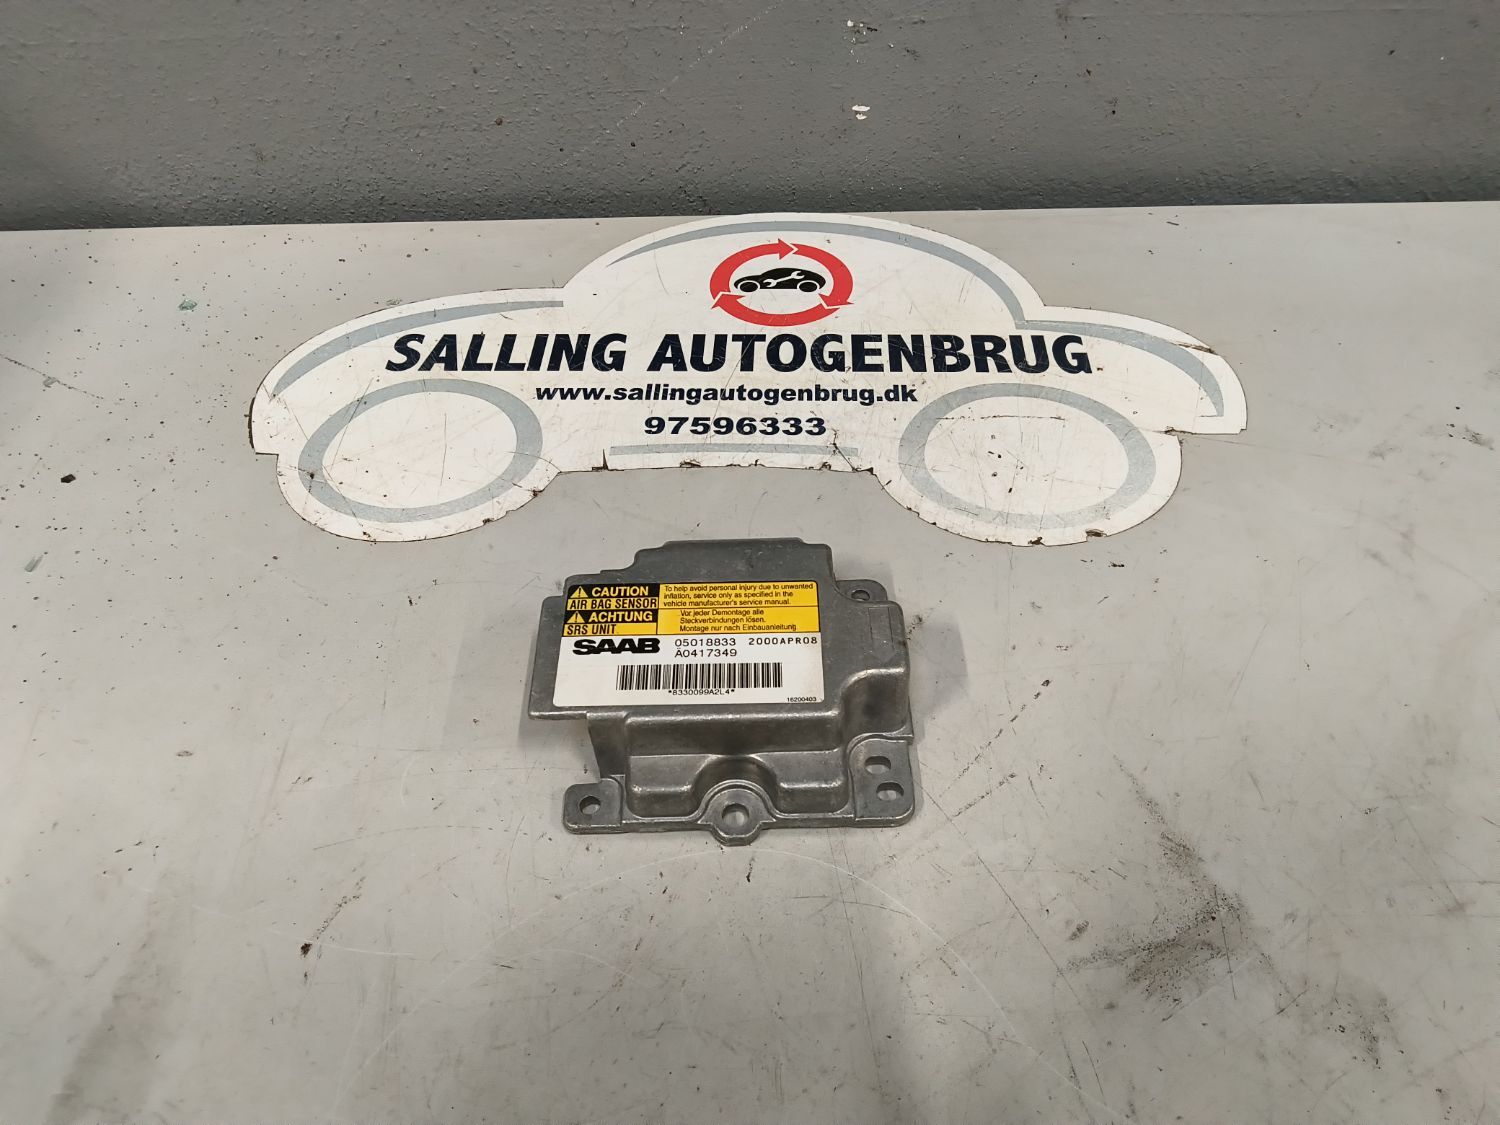 SALLING AUTOGENBRUG
www.sallingautogenbrug.dk
97596333
CAUTION
AIR BAG SENSOR
To help avoid personal injury due to unwanted
inflation, service only as specified in the
vehicle manufacturer's service manual.
ACHTUNG
SRS UNIT
Vor jeder Demontage alle
Steckverbindungen lösen.
Montage nur nach Einbauanleitung
SAAB 05018833 2000APR08
A0417349
*8330099A2L4*
16200403